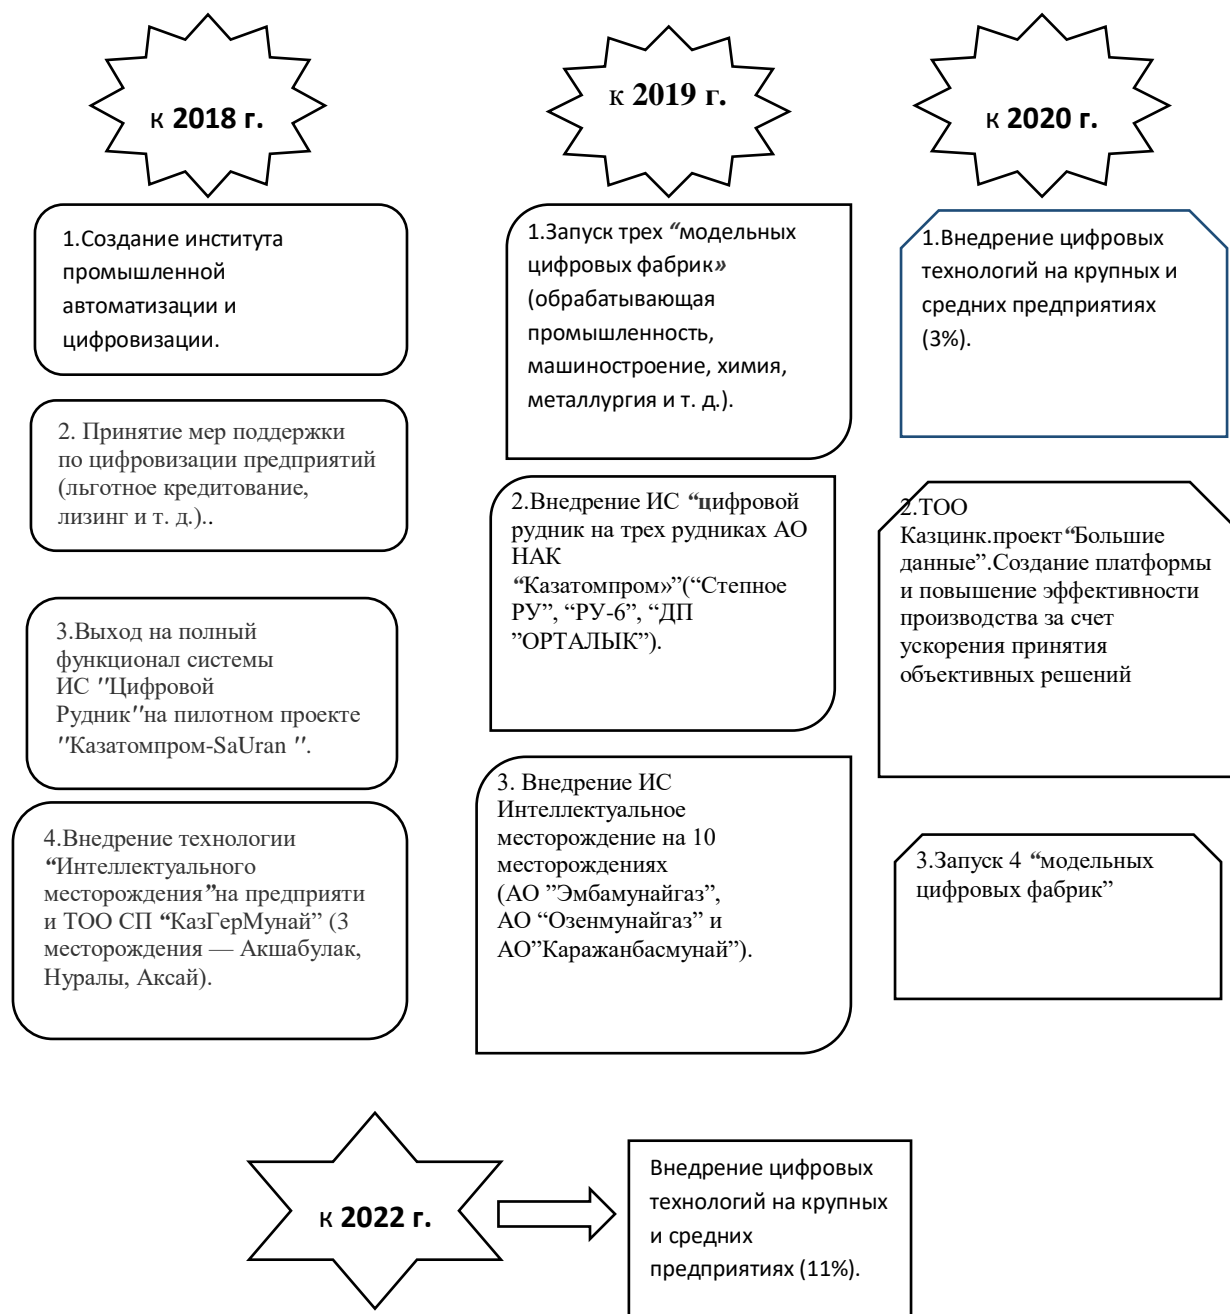 к 2018 г.
1.Создание института
промышленной
автоматизации и
цифровизации.
2. Принятие мер поддержки
по цифровизации предприятий
(льготное кредитование,
лизинг и т. д.)..
3.Выход на полный
функционал системы
ИС "Цифровой
Рудник"на пилотном проекте
"Казатомпром-SaUran ".
4.Внедрение технологии
“Интеллектуального
месторождения”на предприяти
и ТОО СП “КазГерМунай” (3
месторождения — Акшабулак,
Нуралы, Аксай).
к 2019 г.
1.Запуск трех “модельных
цифровых фабрик»
(обрабатывающая
промышленность,
машиностроение, химия,
металлургия и т. д.).
2.Внедрение ИС “цифровой
рудник на трех рудниках АО
НАК
“Казатомпром»”(“Степное
РУ”, “РУ-6”, “ДП
”ОРТАЛЫК”).
3. Внедрение ИС
Интеллектуальное
месторождение на 10
месторождениях
(АО ”Эмбамунайгаз”,
АО “Озенмунайгаз” и
АО”Каражанбасмунай”).
к 2020 г.
1.Внедрение цифровых
технологий на крупных и
средних предприятиях
(3%).
2.ТОО
Казцинк.проект“Большие
данные”.Создание платформы
и повышение эффективности
производства за счет
ускорения принятия
объективных решений
3.Запуск 4 “модельных
цифровых фабрик”
к 2022 г.
Внедрение цифровых
технологий на крупных
и средних
предприятиях (11%).